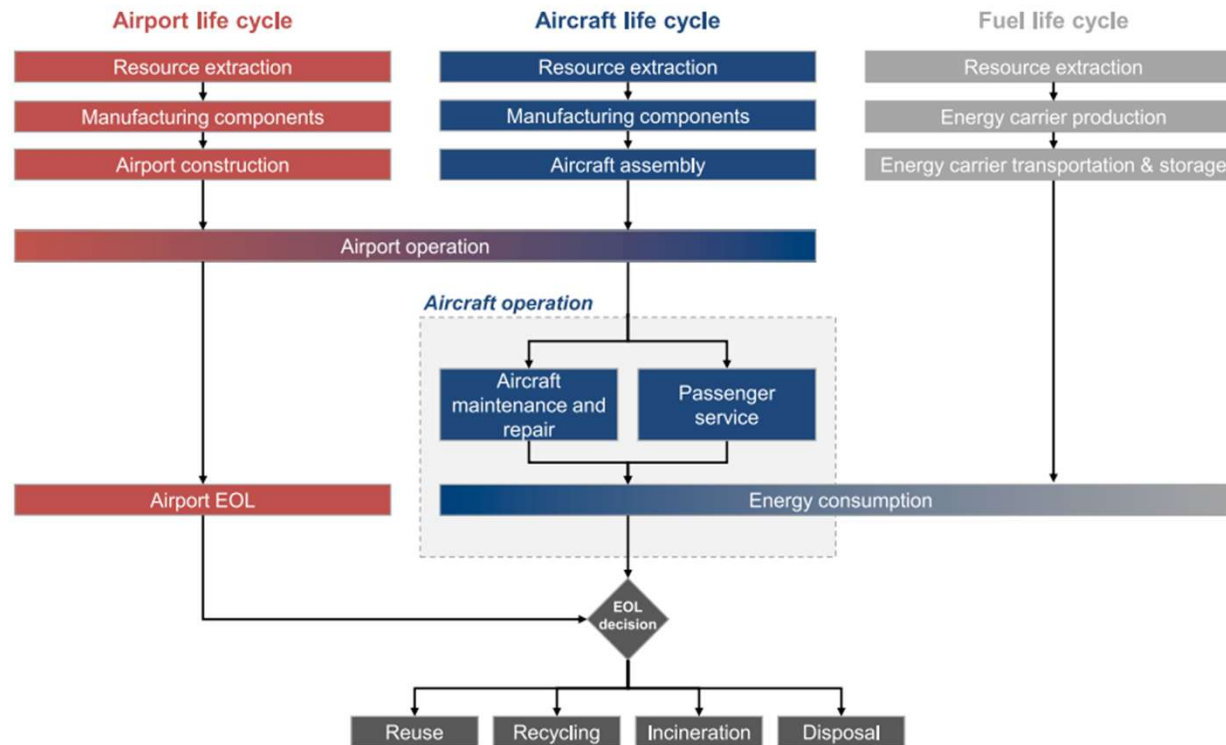 Airport life cycle
Aircraft life cycle
Fuel life cycle
Resource extraction
Resource extraction
Resource extraction
Manufacturing components
Manufacturing components
Energy carrier production
Airport construction
Aircraft assembly
Energy carrier transportation & storage
Airport operation
Aircraft operation
Aircraft
maintenance and
repair
Passenger
service
Airport EOL
Energy consumption
EOL
decision
Reuse
Recycling
Incineration
Disposal